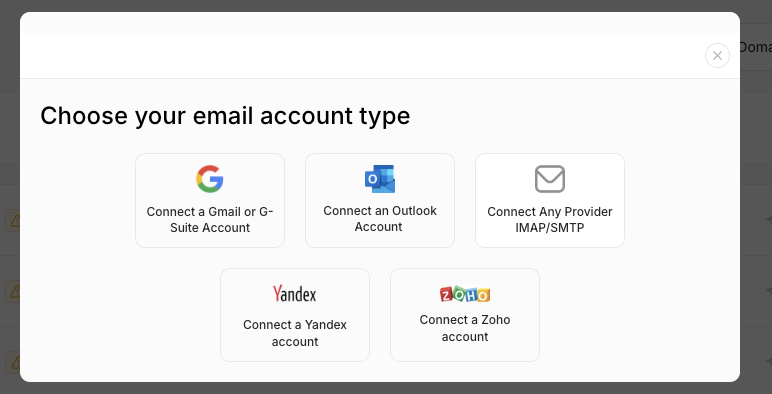 Doma
Choose your email account type
Connect a Gmail or G-
Suite Account
Connect an Outlook
Account
Connect Any Provider
IMAP/SMTP
Yandex
Connect a Yandex
account
ZOHO
Connect a Zoho
account